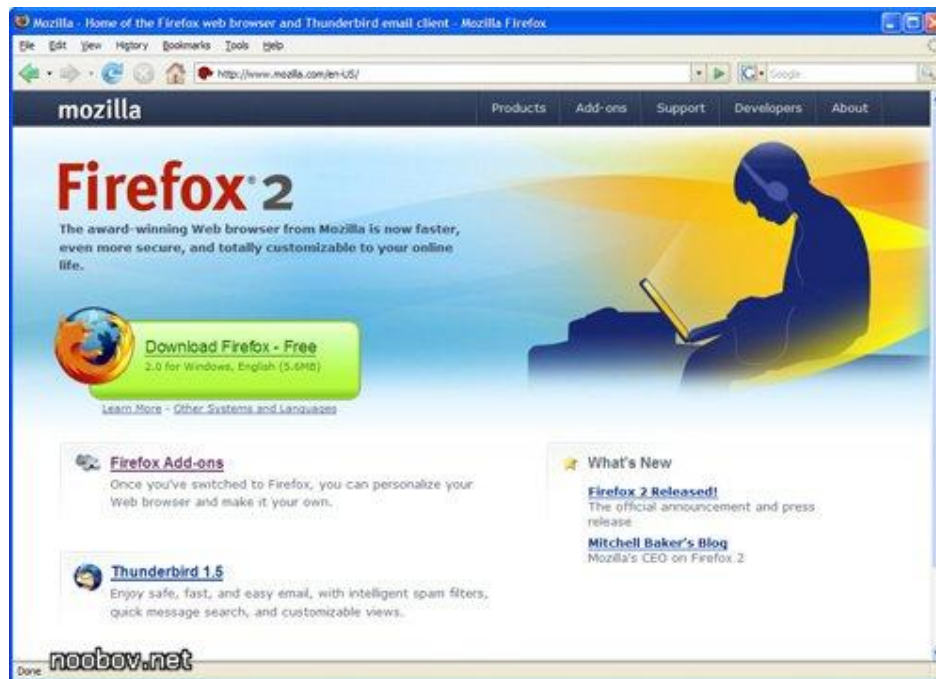 Mozilla - Home of the Firefox web browser and Thunderbird email client - Mozilla Firefox
File Edit View History Bookmarks Tools Help
http://www.mozilla.com/en-US/ Google
mozilla Products Add-ons Support Developers About
Firefox 2
The award-winning Web browser from Mozilla is now faster,
even more secure, and totally customizable to your online
life.
Download Firefox - Free
2.0 for Windows, English (5.6MB)
Learn More - Other Systems and Languages
Firefox Add-ons
Once you've switched to Firefox, you can personalize your
Web browser and make it your own.
Thunderbird 1.5
Enjoy safe, fast, and easy email, with intelligent spam filters,
quick message search, and customizable views.
What's New
Firefox 2 Released!
The official announcement and press
release
Mitchell Baker's Blog
Mozilla's CEO on Firefox 2
Done
noobov.net